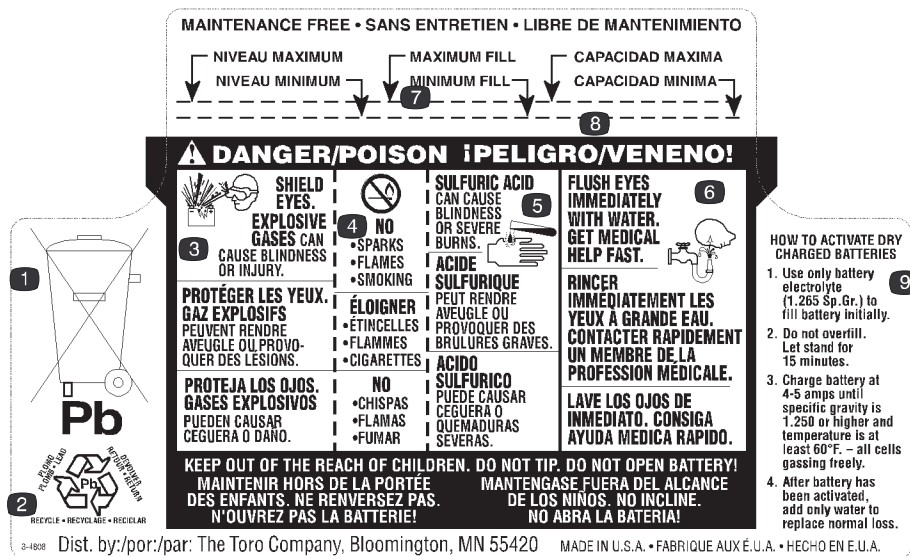 MAINTENANCE FREE • SANS ENTRETIEN • LIBRE DE MANTENIMIENTO
NIVEAU MAXIMUM
MAXIMUM FILL
CAPACIDAD MAXIMA
NIVEAU MINIMUM
MINIMUM FILL
CAPACIDAD MINIMA
7
8
DANGER/POISON ¡PELIGRO/VENENO!
SHIELD
EYES.
EXPLOSIVE
GASES CAN
CAUSE BLINDNESS
OR INJURY.
3
PROTÉGER LES YEUX.
GAZ EXPLOSIFS
PEUVENT RENDRE
AVEUGLE OU PROVO-
QUER DES LESIONS.
PROTEJA LOS OJOS.
GASES EXPLOSIVOS
PUEDEN CAUSAR
CEGUERA O DAÑO.
4
NO
•SPARKS
•FLAMES
•SMOKING
ÉLOIGNER
•ÉTINCELLES
•FLAMMES
•CIGARETTES
NO
•CHISPAS
•FLAMAS
•FUMAR
SULFURIC ACID
CAN CAUSE
BLINDNESS
OR SEVERE
BURNS.
5
ACIDE
SULFURIQUE
PEUT RENDRE
AVEUGLE OU
PROVOQUER DES
BRÛLURES GRAVES.
ACIDO
SULFURICO
PUEDE CAUSAR
CEGUERA O
QUEMADURAS
SEVERAS.
FLUSH EYES
IMMEDIATELY
WITH WATER.
GET MEDICAL
HELP FAST.
6
RINCER
IMMEDIATEMENT LES
YEUX À GRANDE EAU.
CONTACTER RAPIDEMENT
UN MEMBRE DE LA
PROFESSION MÉDICALE.
LAVE LOS OJOS DE
INMEDIATO. CONSIGA
AYUDA MEDICA RAPIDO.
KEEP OUT OF THE REACH OF CHILDREN. DO NOT TIP. DO NOT OPEN BATTERY!
MAINTENIR HORS DE LA PORTÉE
DES ENFANTS. NE RENVERSEZ PAS.
N'OUVREZ PAS LA BATTERIE!
MANTENGASE FUERA DEL ALCANCE
DE LOS NIÑOS. NO INCLINE.
NO ABRA LA BATERIA!
1
Pb
2
PLOMO
PLOMB • LEAD
DEVOLVER
RETOUR • RETURN
Pb
RECYCLE • RECYCLAGE • RECICLAR
HOW TO ACTIVATE DRY
CHARGED BATTERIES
9
1. Use only battery
electrolyte
(1.265 Sp.Gr.) to
fill battery initially.
2. Do not overfill.
Let stand for
15 minutes.
3. Charge battery at
4-5 amps until
specific gravity is
1.250 or higher and
temperature is at
least 60°F. – all cells
gassing freely.
4. After battery has
been activated,
add only water to
replace normal loss.
3-4808 Dist. by:/por:/par: The Toro Company, Bloomington, MN 55420 MADE IN U.S.A. • FABRIQUE AUX É.U.A. • HECHO EN E.U.A.